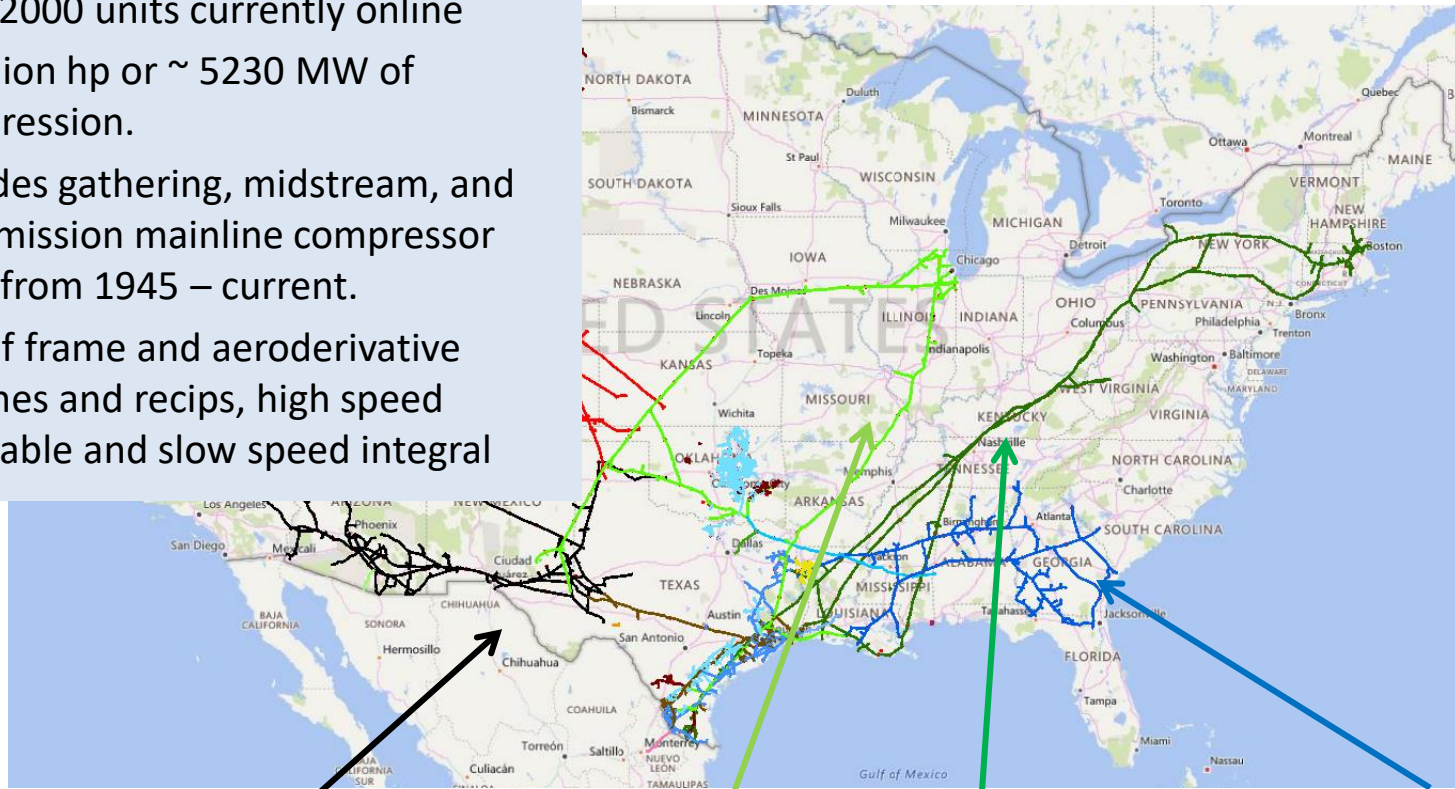 2000 units currently online
ion hp or ~ 5230 MW of
ression.
des gathering, midstream, and
mission mainline compressor
from 1945 – current.
f frame and aeroderivative
nes and recips, high speed
able and slow speed integral
NORTH DAKOTA
Bismarck
Duluth
MINNESOTA
Quebec
Ottawa
Montreal
MAINE
St Paul
WISCONSIN
VERMONT
SOUTH DAKOTA
Sioux Falls
Milwaukee
MICHIGAN
Toronto
NEW
HAMPSHIRE
Detroit
NEW YORK
Boston
IOWA
Chicago
NEBRASKA
Des Moines
CONNECTICUT
OHIO
PENNSYLVANIA
N.J.
Bronx
Lincoln
ILLINOIS
INDIANA
Columbus
Philadelphia
Trenton
ED STATES
Indianapolis
Washington
Baltimore
DELAWARE
Topeka
KANSAS
WEST VIRGINIA
MARYLAND
MISSOURI
Wichita
KENTUCKY
VIRGINIA
Nashville
OKLAH
Memphis
TENNESSEE
NORTH CAROLINA
Charlotte
Los Angeles
ARIZONA
NEW MEXICO
ARKANSAS
Phoenix
Birmingham
Atlanta
SOUTH CAROLINA
San Diego
Mexicali
Ciudad
Juárez
Dallas
Jackson
ALABAMA
GEORGIA
TEXAS
MISSISSIPPI
BAJA
CALIFORNIA
SONORA
CHIHUAHUA
Austin
LOUISIANA
Tallahassee
Jacksonville
San Antonio
Hermosillo
Chihuahua
FLORIDA
COAHUILA
Tampa
Torreón
Saltillo
Monterrey
Miami
BAJA
CALIFORNIA
SUR
Culiacán
NUEVO
LEÓN
Gulf of Mexico
Nassau
SINALOA
TAMAULIPAS